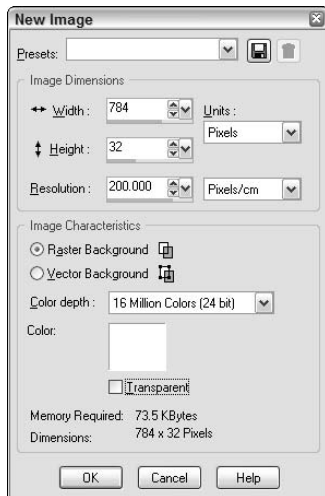 New Image
Presets:
Image Dimensions
Width : 784 Units :
Pixels
Height : 32
Resolution : 200.000 Pixels/cm
Image Characteristics
Raster Background
Vector Background
Color depth : 16 Million Colors (24 bit)
Color:
Transparent
Memory Required: 73.5 KBytes
Dimensions: 784 x 32 Pixels
OK Cancel Help